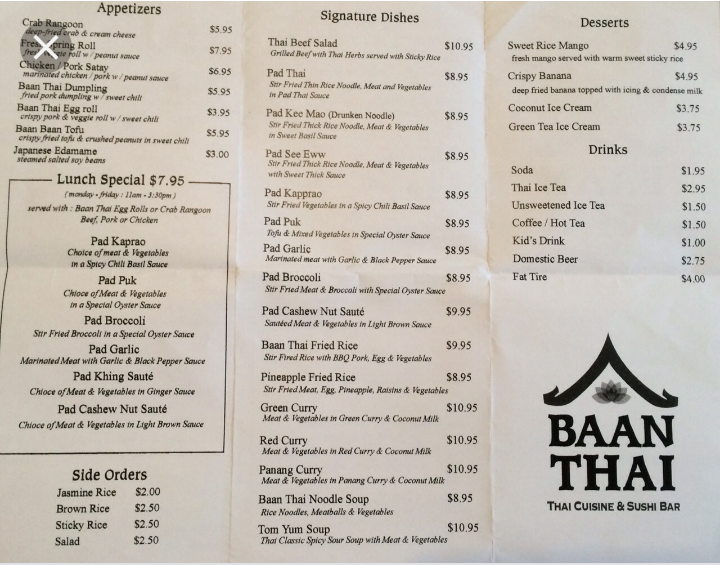 Appetizers
Crab Rangoon $5.95
deep-fried crab & cream cheese
Fresh Spring Roll $7.95
veggie roll w / peanut sauce
Chicken / Pork Satay $6.95
marinated chicken / pork w / peanut sauce
Baan Thai Dumpling $5.95
fried pork dumpling w / sweet chili
Baan Thai Egg roll $3.95
crispy pork & veggie roll w / sweet chili
Baan Baan Tofu $5.95
crispy fried tofu & crushed peanuts in sweet chili
Japanese Edamame $3.00
steamed salted soy beans
Lunch Special $7.95
( monday - friday : 11am - 3:30pm )
served with : Baan Thai Egg Rolls or Crab Rangoon
Beef, Pork or Chicken
Pad Kaprao
Choice of meat & Vegetables
in a Spicy Chili Basil Sauce
Pad Puk
Chioce of Meat & Vegetables
in a Special Oyster Sauce
Pad Broccoli
Stir Fried Broccoli in a Special Oyster Sauce
Pad Garlic
Marinated Meat with Garlic & Black Pepper Sauce
Pad Khing Sauté
Chioce of Meat & Vegetables in Ginger Sauce
Pad Cashew Nut Sauté
Chioce of Meat & Vegetables in Light Brown Sauce
Side Orders
Jasmine Rice $2.00
Brown Rice $2.50
Sticky Rice $2.50
Salad $2.50
Signature Dishes
Thai Beef Salad $10.95
Grilled Beef with Thai Herbs served with Sticky Rice
Pad Thai $8.95
Stir Fried Thin Rice Noodle, Meat and Vegetables
in Pad Thai Sauce
Pad Kee Mao (Drunken Noodle) $8.95
Stir Fried Thick Rice Noodle, Meat & Vegetables
in Sweet Basil Sauce
Pad See Eww $8.95
Stir Fried Thick Rice Noodle, Meat & Vegetables
with Sweet Thick Sauce
Pad Kapprao $8.95
Stir Fried Vegetables in a Spicy Chili Basil Sauce
Pad Puk $8.95
Tofu & Mixed Vegetables in Special Oyster Sauce
Pad Garlic $8.95
Marinated meat with Garlic & Black Pepper Sauce
Pad Broccoli $8.95
Stir Fried Meat & Broccoli with Special Oyster Sauce
Pad Cashew Nut Sauté $9.95
Sautéed Meat & Vegetables in Light Brown Sauce
Baan Thai Fried Rice $9.95
Stir Fired Rice with BBQ Pork, Egg & Vegetables
Pineapple Fried Rice $8.95
Stir Fried Meat, Egg, Pineapple, Raisins & Vegetables
Green Curry $10.95
Meat & Vegetables in Green Curry & Coconut Milk
Red Curry $10.95
Meat & Vegetables in Red Curry & Coconut Milk
Panang Curry $10.95
Meat & Vegetables in Panang Curry & Coconut Milk
Baan Thai Noodle Soup $8.95
Rice Noodles, Meatballs & Vegetables
Tom Yum Soup $10.95
Thai Classic Spicy Sour Soup with Meat & Vegetables
Desserts
Sweet Rice Mango $4.95
fresh mango served with warm sweet sticky rice
Crispy Banana $4.95
deep fried banana topped with icing & condense milk
Coconut Ice Cream $3.75
Green Tea Ice Cream $3.75
Drinks
Soda $1.95
Thai Ice Tea $2.95
Unsweetened Ice Tea $1.50
Coffee / Hot Tea $1.50
Kid's Drink $1.00
Domestic Beer $2.75
Fat Tire $4.00
BAAN
THAI
THAI CUISINE & SUSHI BAR